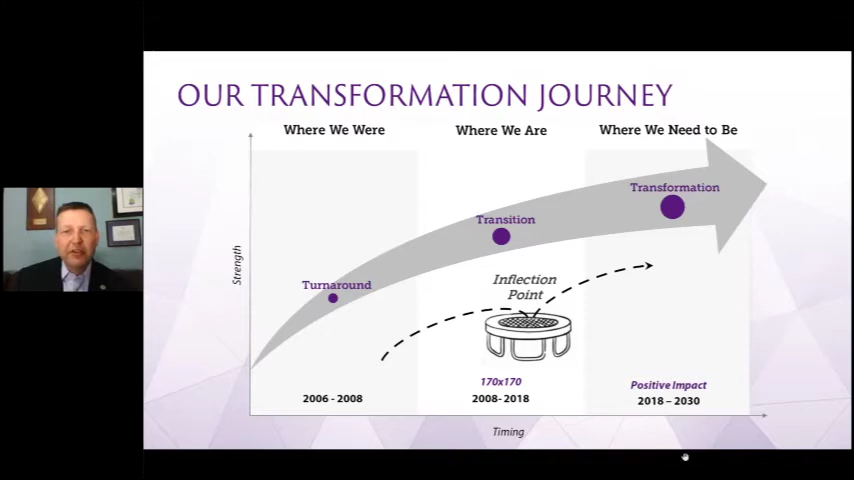 OUR TRANSFORMATION JOURNEY
Where We Were
Where We Are
Where We Need to Be
Transformation
Transition
Turnaround
Strength
Inflection
Point
170x170
Positive Impact
2006 - 2008
2008- 2018
2018 – 2030
Timing